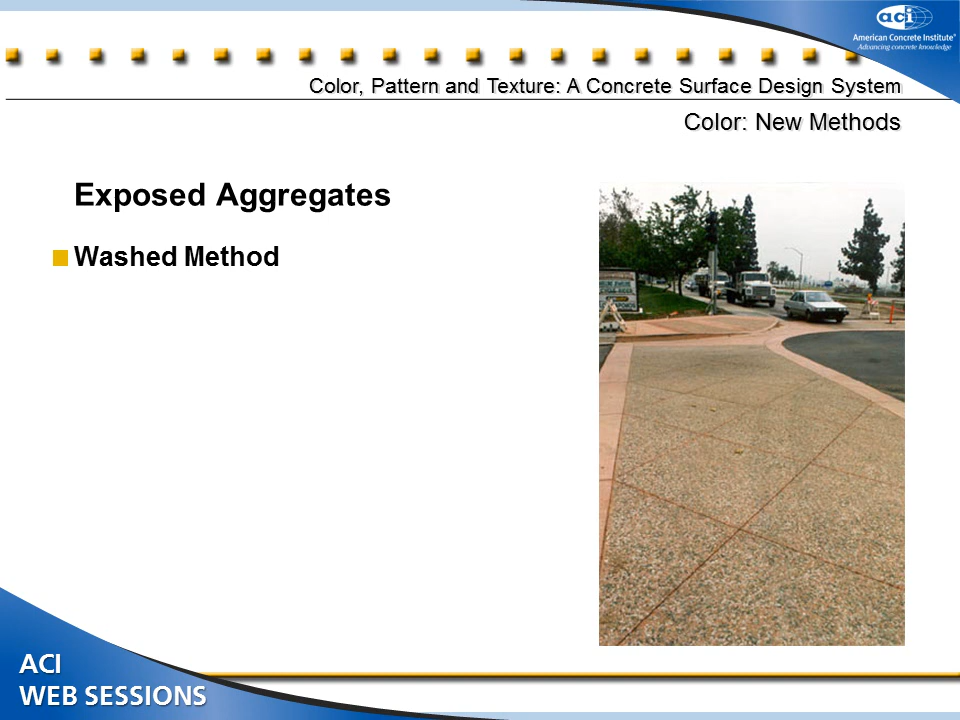 aci
American Concrete Institute®
Advancing concrete knowledge
Color, Pattern and Texture: A Concrete Surface Design System
Color: New Methods
Exposed Aggregates
Washed Method
ACI
WEB SESSIONS